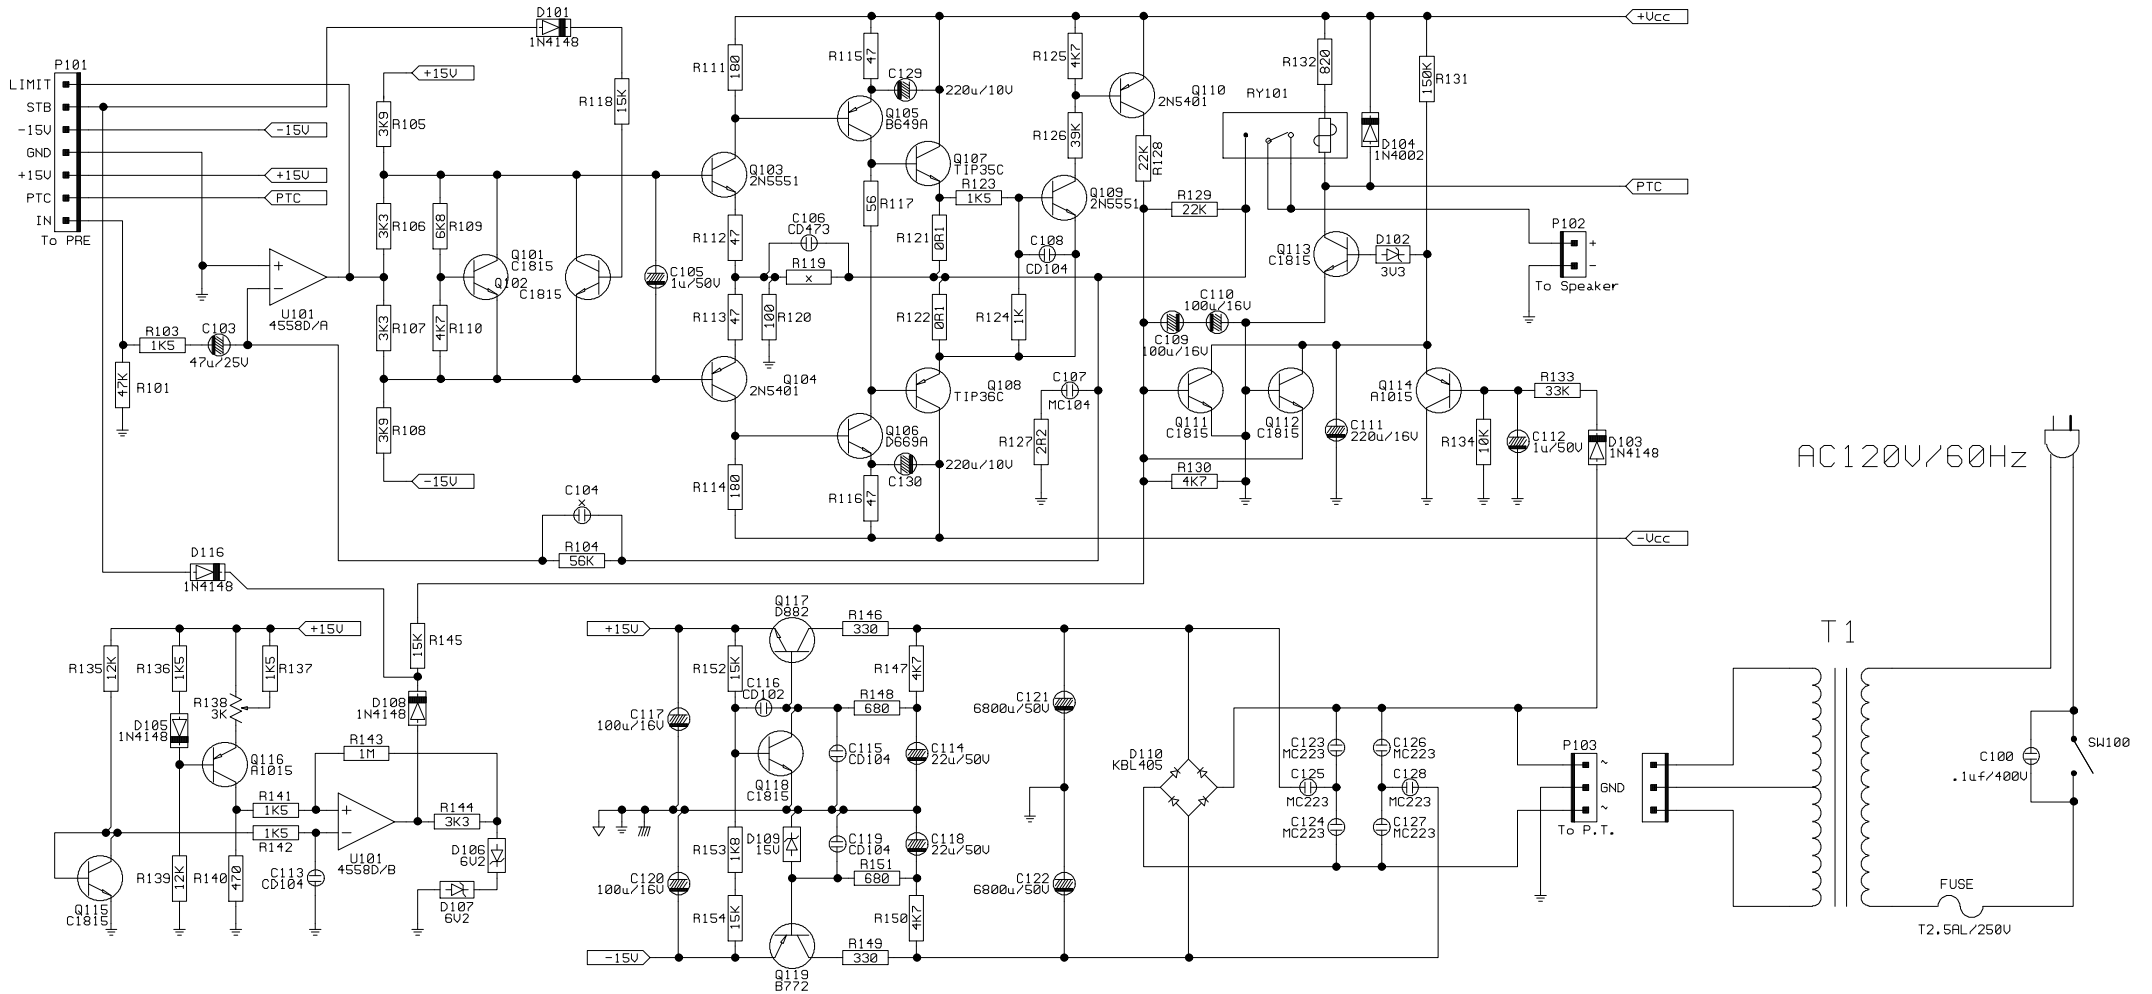 D101
1N4148
+Vcc
P101
LIMIT
STB
-15V
GND
+15V
PTC
IN
To PRE
-15V
+15V
PTC
+15V
R105
3K9
R118
15K
R111
180
R115
47
C129
220u/10V
Q105
B649A
R125
4K7
Q110
2N5401
R132
820
R131
150K
RY101
R126
39K
R128
22K
D104
1N4002
Q103
2N5551
Q107
TIP35C
R123
1K5
Q109
2N5551
R129
22K
PTC
P102
+
-
To Speaker
R106
3K3
R109
6K8
R117
56
R112
47
C106
CD473
R119
x
R121
0R1
C108
CD104
Q113
C1815
D102
3V3
Q101
C1815
Q102
C1815
C105
1u/50V
+
-
U101
4558D/A
R103
1K5
C103
47u/25V
R101
47K
R107
3K3
R110
4K7
R113
47
R120
100
R122
0R1
R124
1K
C110
100u/16V
C109
100u/16V
Q104
2N5401
Q108
TIP36C
C107
MC104
Q114
A1015
R133
33K
R108
3K9
-15V
Q106
D669A
R127
2R2
Q111
C1815
Q112
C1815
C111
220u/16V
R134
10K
C112
1u/50V
D103
1N4148
R114
180
R116
47
220u/10V
C130
R130
4K7
AC120V/60Hz
C104
x
R104
56K
-Vcc
D116
1N4148
+15V
R135
12K
R136
1K5
R137
1K5
R138
3K
D105
1N4148
R145
15K
D108
1N4148
Q116
A1015
R143
1M
R141
1K5
1K5
R142
+
-
U101
4558D/B
R144
3K3
D106
6V2
D107
6V2
R139
12K
R140
470
C113
CD104
Q115
C1815
Q117
D882
+15V
R146
330
R152
15K
R147
4K7
C116
CD102
R148
680
C117
100u/16V
Q118
C1815
C115
CD104
C114
22u/50V
C121
6800u/50V
D110
KBL405
C123
MC223
C126
MC223
C125
MC223
C128
MC223
C124
MC223
C127
MC223
P103
~
GND
~
To P.T.
T1
C100
.1uf/400V
SW100
R153
1K8
D109
15V
C119
CD104
C118
22u/50V
R151
680
C120
100u/16V
C122
6800u/50V
R154
15K
R150
4K7
-15V
R149
330
Q119
B772
FUSE
T2.5AL/250V